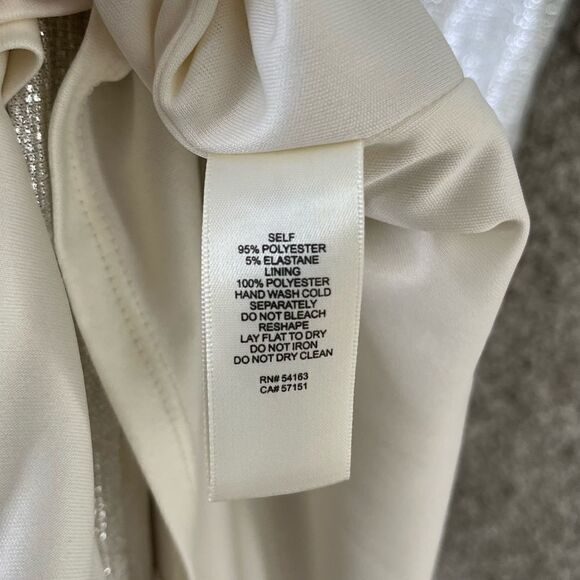 SELF
95% POLYESTER
5% ELASTANE
LINING
100% POLYESTER
HAND WASH COLD
SEPARATELY
DO NOT BLEACH
RESHAPE
LAY FLAT TO DRY
DO NOT IRON
DO NOT DRY CLEAN
RN# 54163
CA# 57151